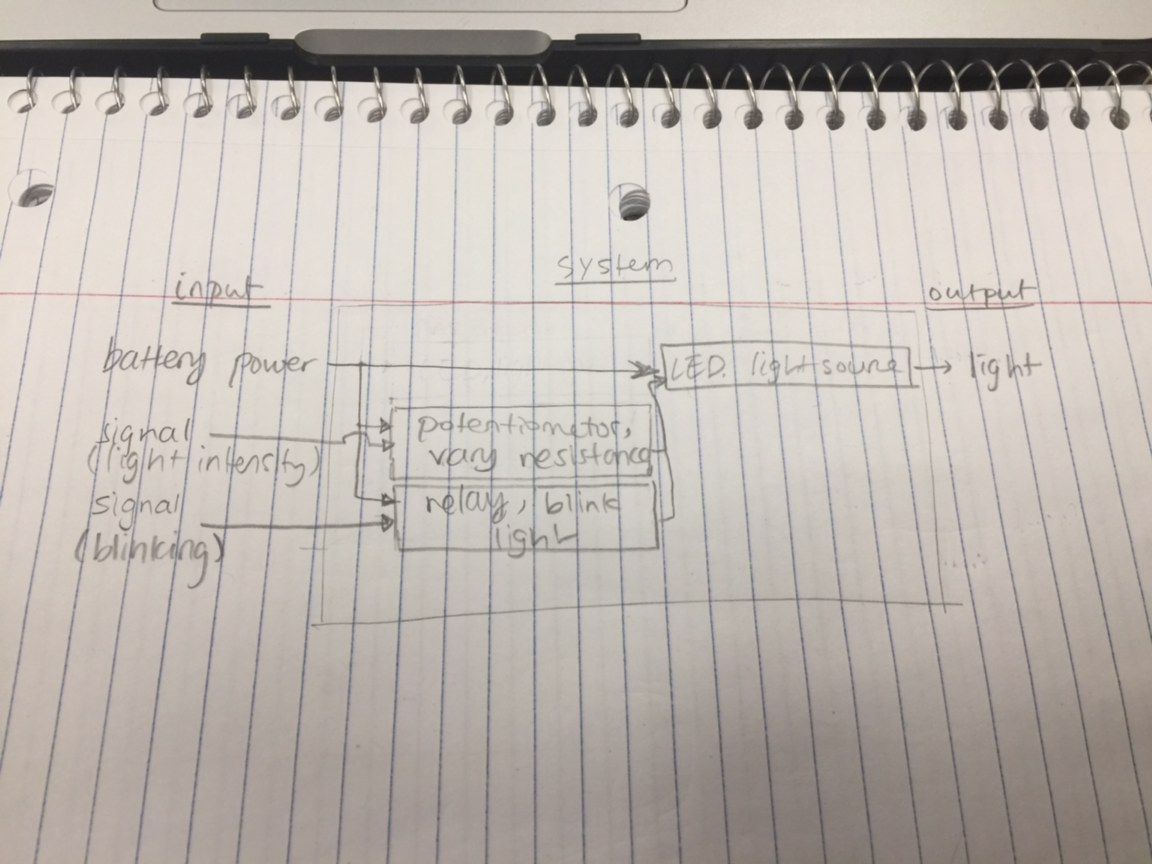 input
system
output
battery power
signal
(light intensity)
signal
(blinking)
potentiometor,
vary resistance
relay, blink
light
LED light source
light